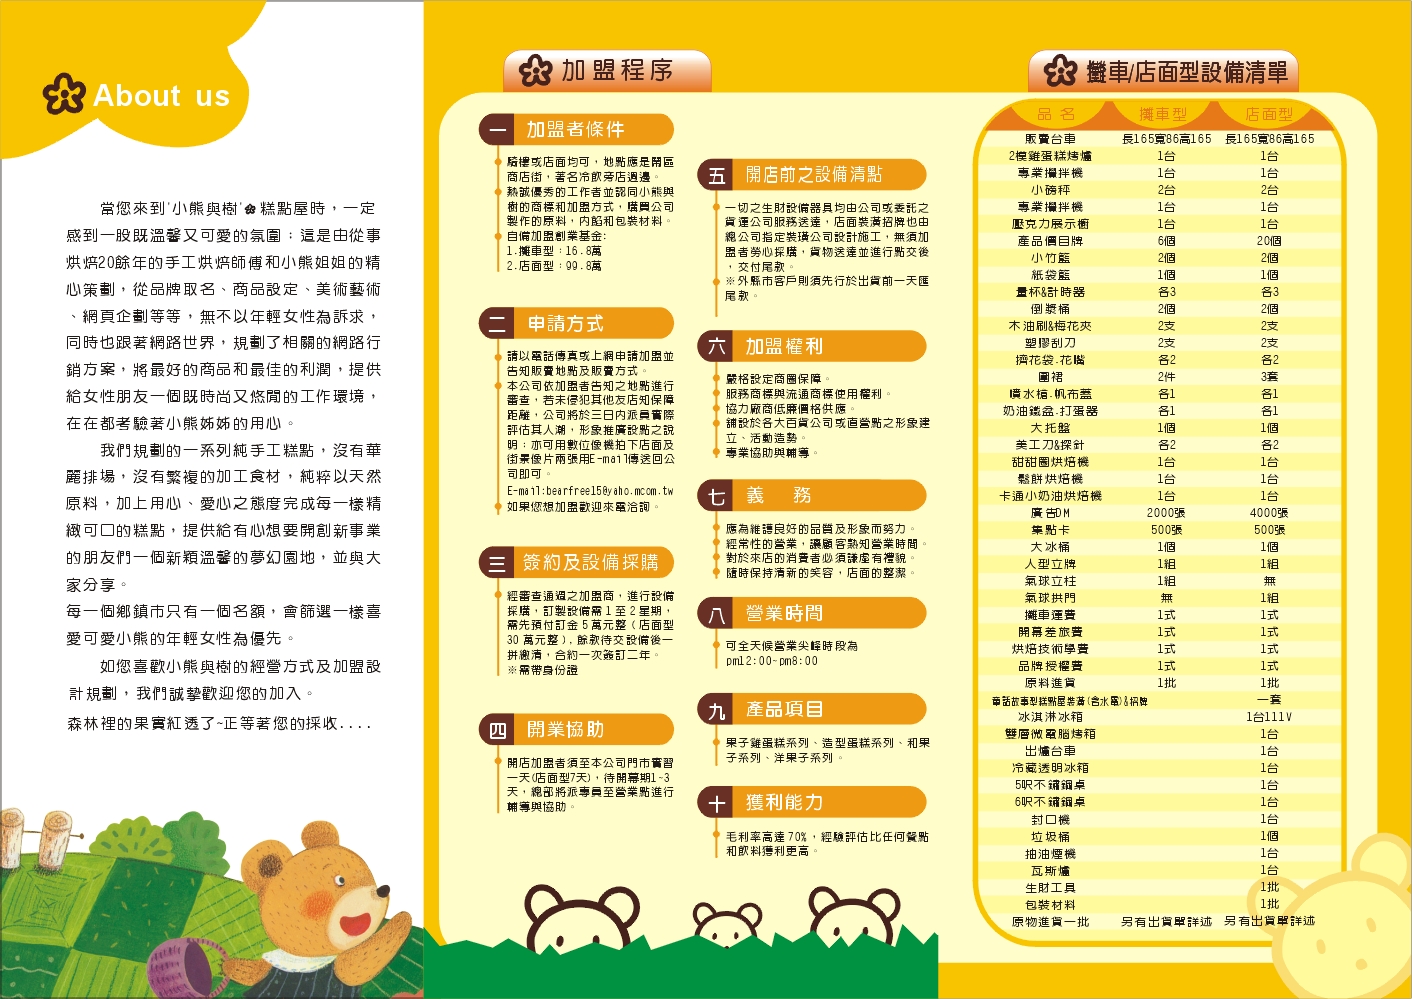 About us
當您來到'小熊與樹'糕點屋時，一定
感到一股既溫馨又可愛的氛圍：這是由從事
烘焙20餘年的手工烘焙師傅和小熊姐姐的精
心策劃，從品牌取名、商品設定、美術藝術
、網頁企劃等等，無不以年輕女性為訴求，
同時也跟著網路世界，規劃了相關的網路行
銷方案，將最好的商品和最佳的利潤，提供
給女性朋友一個既時尚又悠閒的工作環境，
在在都考驗著小熊姊姊的用心。
我們規劃的一系列純手工糕點，沒有華
麗排場，沒有繁複的加工食材，純粹以天然
原料，加上用心、愛心之態度完成每一樣精
緻可口的糕點，提供給有心想要開創新事業
的朋友們一個新穎溫馨的夢幻園地，並與大
家分享。
每一個鄉鎮市只有一個名額，會篩選一樣喜
愛可愛小熊的年輕女性為優先。
如您喜歡小熊與樹的經營方式及加盟設
計規劃，我們誠摯歡迎您的加入。
森林裡的果實紅透了~正等著您的採收....
加盟程序
一 加盟者條件
騎樓或店面均可，地點應是鬧區
商店街，著名冷飲旁店週邊。
熱誠優秀的工作者並認同小熊與
樹的商標和加盟方式，購買公司
製作的原料，內餡和包裝材料。
自備加盟創業基金:
1.攤車型：16.8萬
2.店面型：99.8萬
二 申請方式
請以電話傳真或上網申請加盟並
告知販賣地點及販賣方式。
本公司依加盟者告知之地點進行
審查，若未侵犯其他友店知保障
距離，公司將於三日內派員實際
評估其人潮，形象推廣設點之說
明；亦可用數位像機拍下店面及
街景像片兩張用E-mail傳送回公
司即可。
E-mail:bearfree15@yaho.mcom.tw
如果您想加盟歡迎來電洽詢。
三 簽約及設備採購
經審查通過之加盟商，進行設備
採購，訂製設備需1至2星期，
需先預付訂金5萬元整（店面型
30萬元整），餘款待交設備後一
拼繳清，合約一次簽訂二年。
※需帶身份證
四 開業協助
開店加盟者須至本公司門市實習
一天(店面型7天)，待開幕期1~3
天，總部將派專員至營業點進行
輔導與協助。
五 開店前之設備清點
一切之生財設備器具均由公司或委託之
貨運公司服務送達，店面裝潢招牌也由
總公司指定裝璜公司設計施工，無須加
盟者勞心採購，貨物送達並進行點交後
，交付尾款。
※外縣市客戶則須先行於出貨前一天匯
尾款。
六 加盟權利
嚴格設定商圈保障。
服務商標與流通商標使用權利。
協力廠商低廉價格供應。
舖設於各大百貨公司或直營點之形象建
立、活動造勢。
專業協助與輔導。
七 義 務
應為維護良好的品質及形象而努力。
經常性的營業，讓顧客熟知營業時間。
對於來店的消費者必須謙虛有禮貌。
隨時保持清新的笑容，店面的整潔。
八 營業時間
可全天候營業尖峰時段為
pm12:00~pm8:00
九 產品項目
果子雞蛋糕系列、造型蛋糕系列、和果
子系列、洋果子系列。
十 獲利能力
毛利率高達70%，經驗評估比任何餐點
和飲料獲利更高。
攤車/店面型設備清單
品名 攤車型 店面型
販賣台車 長165寬86高165 長165寬86高165
2模雞蛋糕烤爐 1台 1台
專業攪拌機 1台 1台
小磅秤 2台 2台
專業攪拌機 1台 1台
壓克力展示櫥 1台 1台
產品價目牌 6個 20個
小竹籃 2個 2個
紙袋籃 1個 1個
量杯&計時器 各3 各3
倒漿桶 2個 2個
木油刷&梅花夾 2支 2支
塑膠刮刀 2支 2支
擠花袋.花嘴 各2 各2
圍裙 2件 3套
噴水槍.帆布蓋 各1 各1
奶油鐵盆.打蛋器 各1 各1
大托盤 1個 1個
美工刀&探針 各2 各2
甜甜圈烘焙機 1台 1台
鬆餅烘焙機 1台 1台
卡通小奶油烘焙機 1台 1台
廣告DM 2000張 4000張
集點卡 500張 500張
大冰桶 1個 1個
人型立牌 1組 1組
氣球立柱 1組 無
氣球拱門 無 1組
攤車運費 1式 1式
開幕差旅費 1式 1式
烘焙技術學費 1式 1式
品牌授權費 1式 1式
原料進貨 1批 1批
童話故事型糕點屋裝潢(含水電)&招牌 一套
冰淇淋冰箱 1台111V
雙層微電腦烤箱 1台
出爐台車 1台
冷藏透明冰箱 1台
5呎不鏽鋼桌 1台
6呎不鏽鋼桌 1台
封口機 1台
垃圾桶 1個
抽油煙機 1台
瓦斯爐 1台
生財工具 1批
包裝材料 1批
原物進貨一批 另有出貨單詳述 另有出貨單詳述